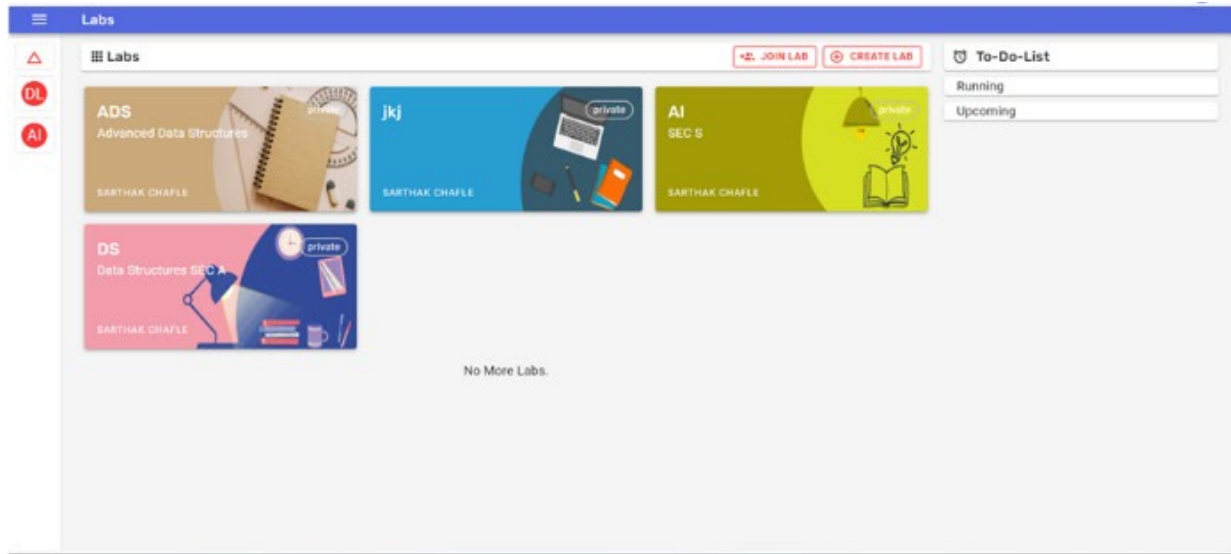 Labs
DL
AI
Labs
JOIN LAB
CREATE LAB
ADS
private
Advanced Data Structures
SARTHAK CHAFLE
jkj
private
SARTHAK CHAFLE
AI
private
SEC S
SARTHAK CHAFLE
DS
private
Data Structures SEC A
SARTHAK CHAFLE
No More Labs.
To-Do-List
Running
Upcoming